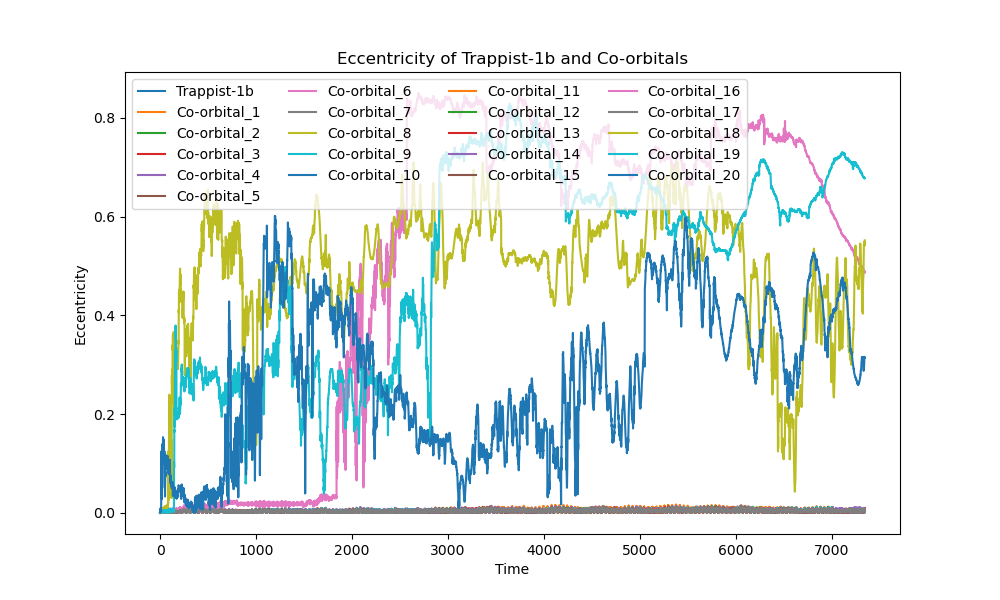 Eccentricity of Trappist-1b and Co-orbitals
Trappist-1b
Co-orbital_1
Co-orbital_2
Co-orbital_3
Co-orbital_4
Co-orbital_5
Co-orbital_6
Co-orbital_7
Co-orbital_8
Co-orbital_9
Co-orbital_10
Co-orbital_11
Co-orbital_12
Co-orbital_13
Co-orbital_14
Co-orbital_15
Co-orbital_16
Co-orbital_17
Co-orbital_18
Co-orbital_19
Co-orbital_20
Eccentricity
0.8
0.6
0.4
0.2
0.0
0 1000 2000 3000 4000 5000 6000 7000
Time